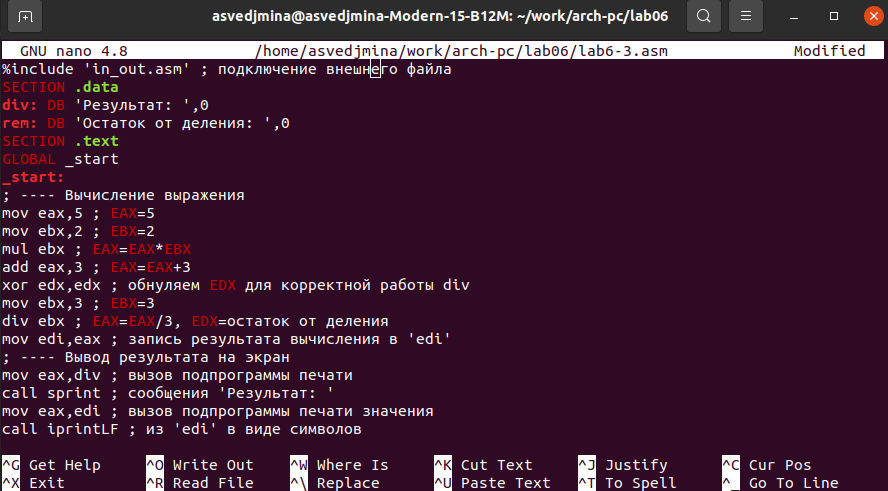 asvedjmina@asvedjmina-Modern-15-B12M: ~/work/arch-pc/lab06
GNU nano 4.8 /home/asvedjmina/work/arch-pc/lab06/lab6-3.asm Modified
%include 'in_out.asm' ; подключение внешнего файла
SECTION .data
div: DB 'Результат: ',0
rem: DB 'Остаток от деления: ',0
SECTION .text
GLOBAL _start
_start:
; ---- Вычисление выражения
mov eax,5 ; EAX=5
mov ebx,2 ; EBX=2
mul ebx ; EAX=EAX*EBX
add eax,3 ; EAX=EAX+3
xor edx,edx ; обнуляем EDX для корректной работы div
mov ebx,3 ; EBX=3
div ebx ; EAX=EAX/3, EDX=остаток от деления
mov edi,eax ; запись результата вычисления в 'edi'
; ---- Вывод результата на экран
mov eax,div ; вызов подпрограммы печати
call sprint ; сообщения 'Результат: '
mov eax,edi ; вызов подпрограммы печати значения
call iprintLF ; из 'edi' в виде символов
^G Get Help ^O Write Out ^W Where Is ^K Cut Text ^J Justify ^C Cur Pos
^X Exit ^R Read File ^\ Replace ^U Paste Text ^T To Spell ^_ Go To Line